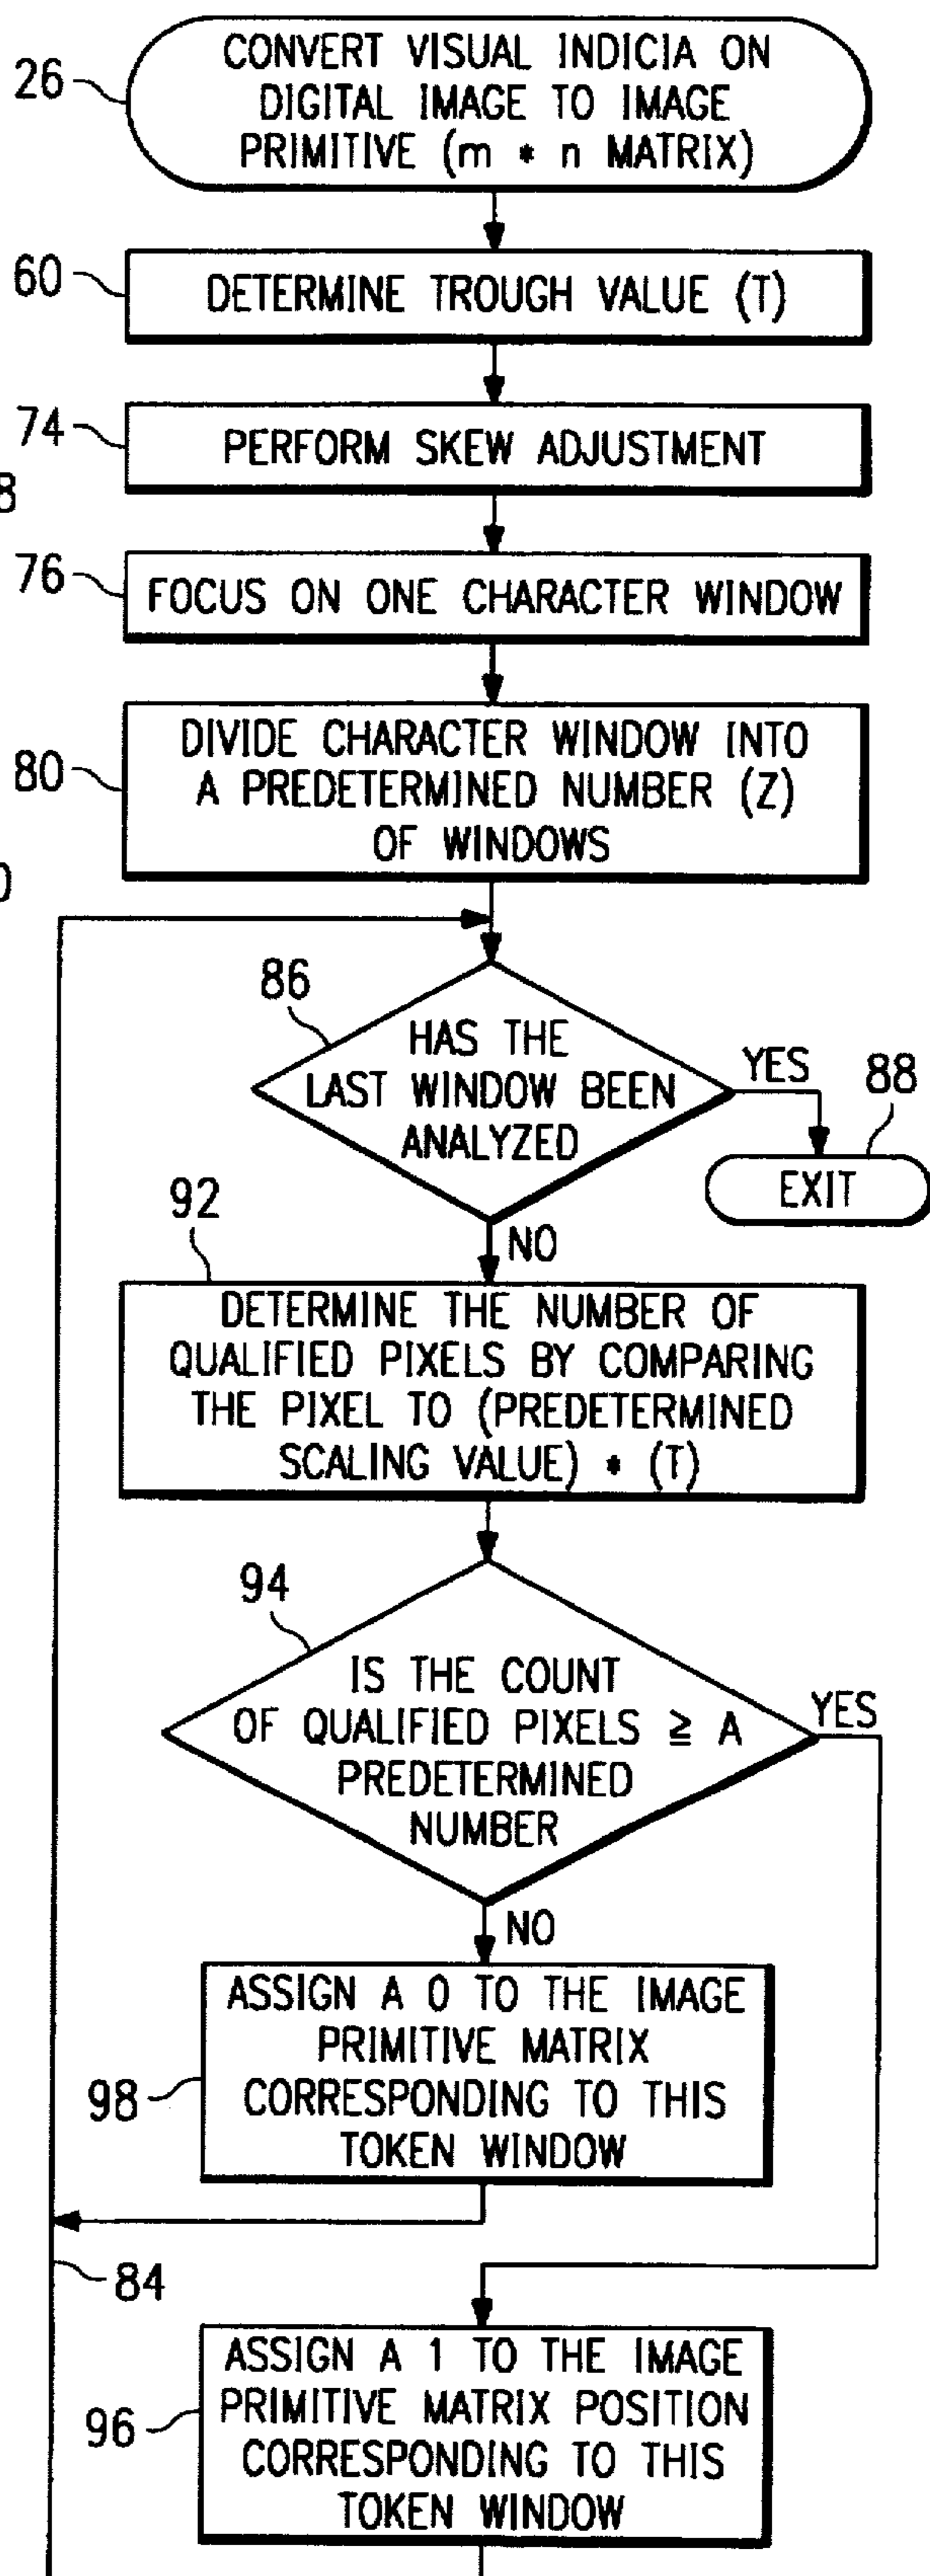 26
CONVERT VISUAL INDICIA ON
DIGITAL IMAGE TO IMAGE
PRIMITIVE (m * n MATRIX)
60
DETERMINE TROUGH VALUE (T)
74
PERFORM SKEW ADJUSTMENT
8
76
FOCUS ON ONE CHARACTER WINDOW
80
DIVIDE CHARACTER WINDOW INTO
A PREDETERMINED NUMBER (Z)
OF WINDOWS
0
86
HAS THE
LAST WINDOW BEEN
ANALYZED
YES
88
EXIT
NO
92
DETERMINE THE NUMBER OF
QUALIFIED PIXELS BY COMPARING
THE PIXEL TO (PREDETERMINED
SCALING VALUE) * (T)
94
IS THE COUNT
OF QUALIFIED PIXELS ≧ A
PREDETERMINED
NUMBER
YES
NO
98
ASSIGN A 0 TO THE IMAGE
PRIMITIVE MATRIX
CORRESPONDING TO THIS
TOKEN WINDOW
84
96
ASSIGN A 1 TO THE IMAGE
PRIMITIVE MATRIX POSITION
CORRESPONDING TO THIS
TOKEN WINDOW